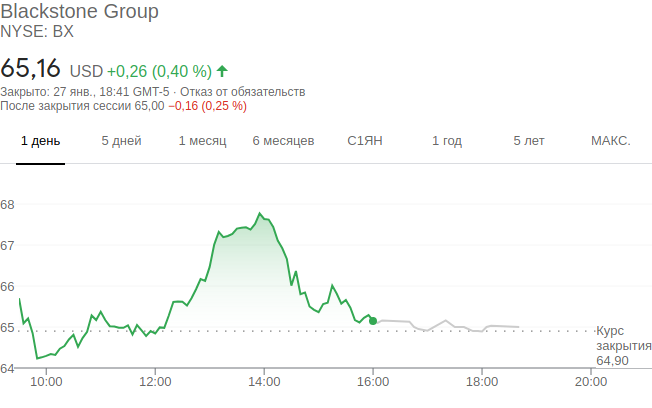 Blackstone Group
NYSE: BX
65,16 USD +0,26 (0,40 %)
Закрыто: 27 янв., 18:41 GMT-5 · Отказ от обязательств
После закрытия сессии 65,00 −0,16 (0,25 %)
1 день 5 дней 1 месяц 6 месяцев С1ЯН 1 год 5 лет МАКС.
68
67
66
65
Курс
закрытия
64,90
64
10:00 12:00 14:00 16:00 18:00 20:00